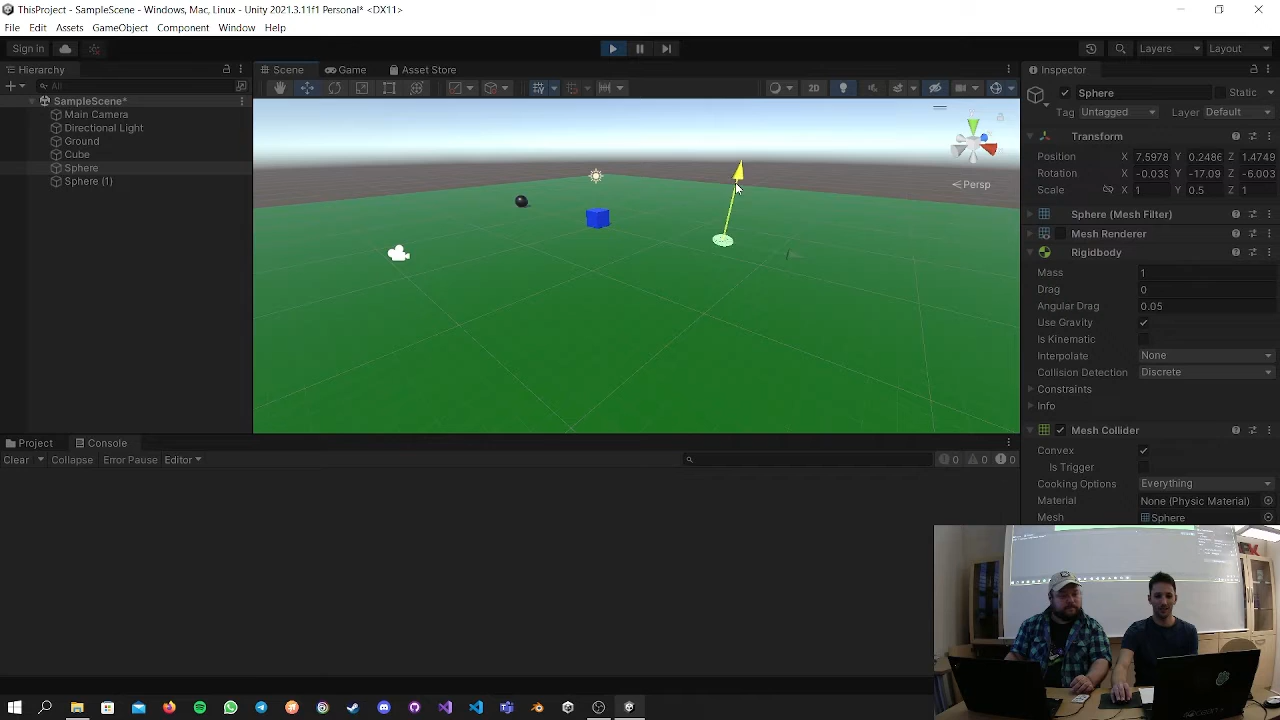 ThisProject - SampleScene - Windows, Mac, Linux - Unity 2021.3.11f1 Personal* <DX11>
File Edit Assets GameObject Component Window Help
Sign in Layers Layout
Hierarchy Scene Game Asset Store Inspector
All 2D
SampleScene*
Main Camera
Directional Light
Ground
Cube
Sphere
Sphere (1)
Persp
Sphere Static
Tag Untagged Layer Default
Transform
Position X 7.5978 Y 0.2486 Z 1.4749
Rotation X -0.039 Y -17.09 Z -6.003
Scale X 1 Y 0.5 Z 1
Sphere (Mesh Filter)
Mesh Renderer
Rigidbody
Mass 1
Drag 0
Angular Drag 0.05
Use Gravity
Is Kinematic
Interpolate None
Collision Detection Discrete
Constraints
Info
Mesh Collider
Convex
Is Trigger
Cooking Options Everything
Material None (Physic Material)
Mesh Sphere
Project Console
Clear Collapse Error Pause Editor 0 0 0